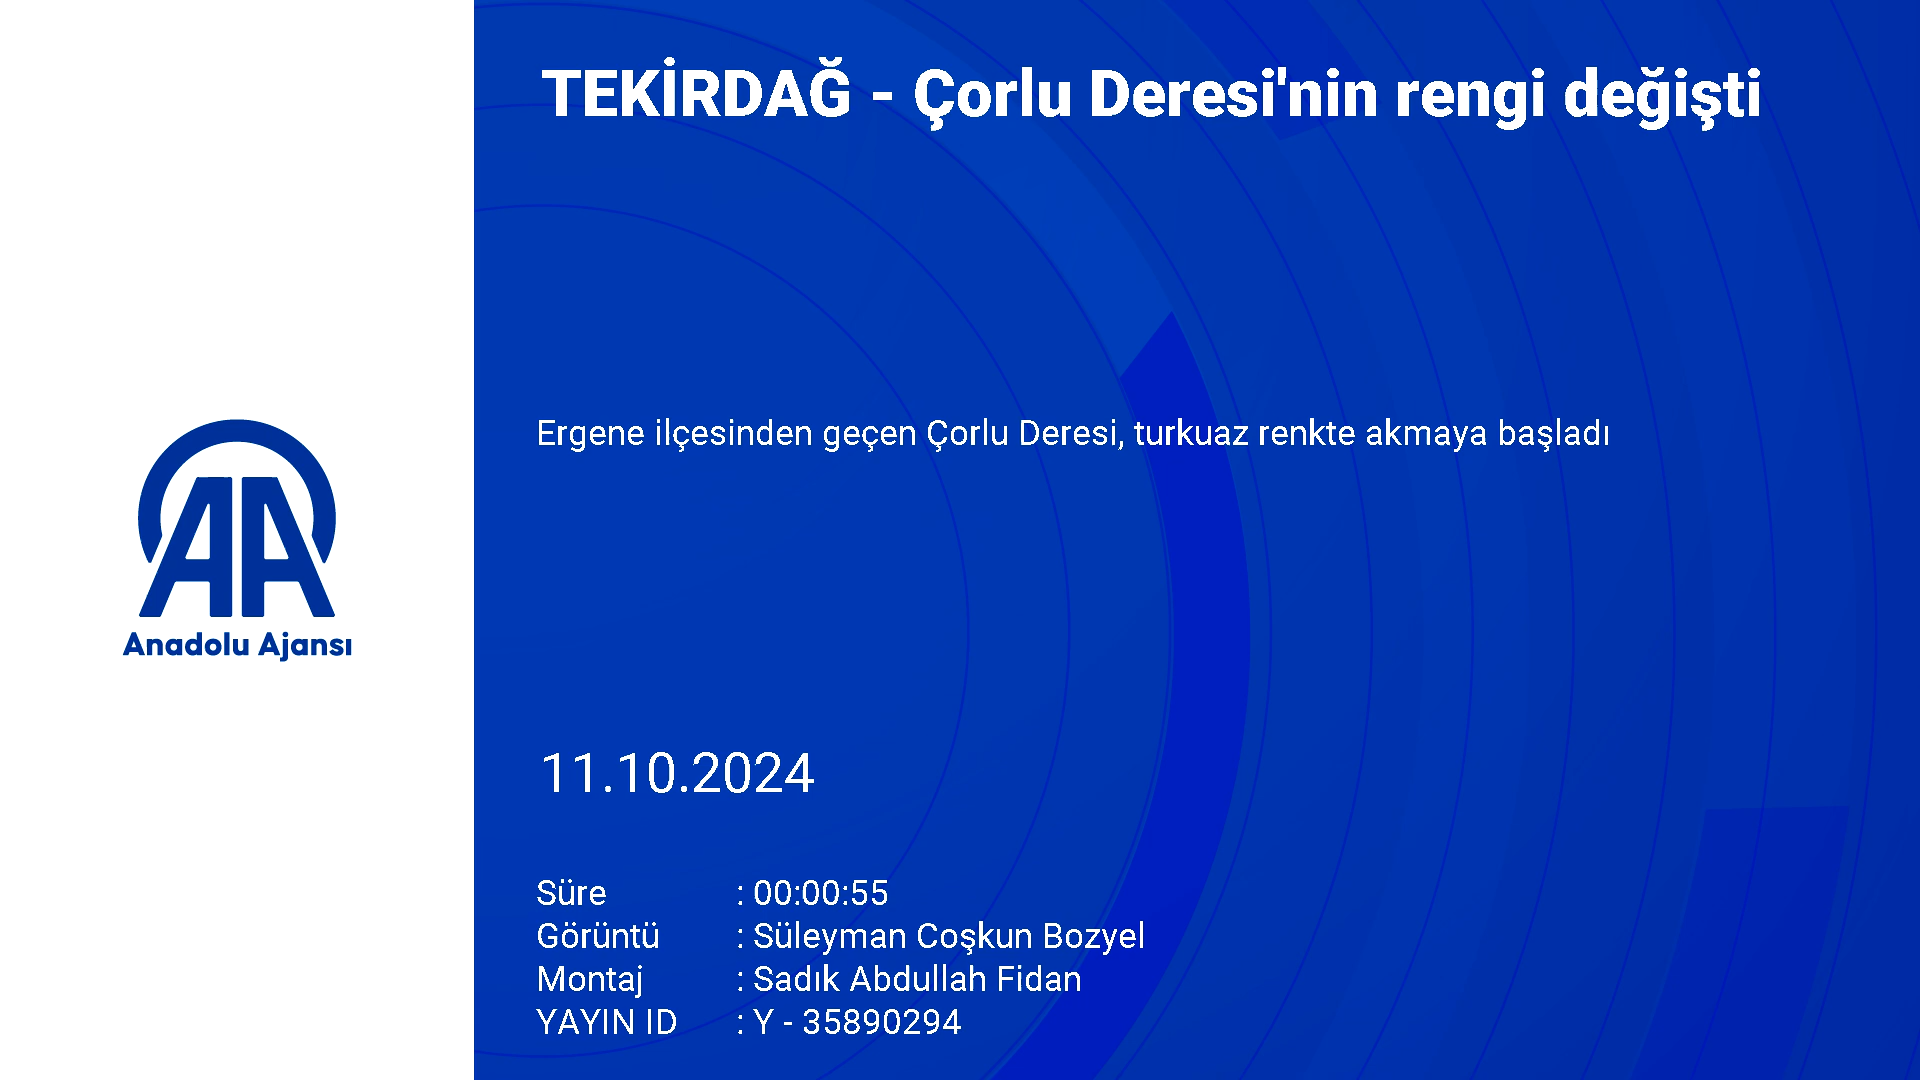 TEKİRDAĞ - Çorlu Deresi'nin rengi değişti
Ergene ilçesinden geçen Çorlu Deresi, turkuaz renkte akmaya başladı
AA
Anadolu Ajansı
11.10.2024
Süre : 00:00:55
Görüntü : Süleyman Coşkun Bozyel
Montaj : Sadık Abdullah Fidan
YAYIN ID : Y - 35890294